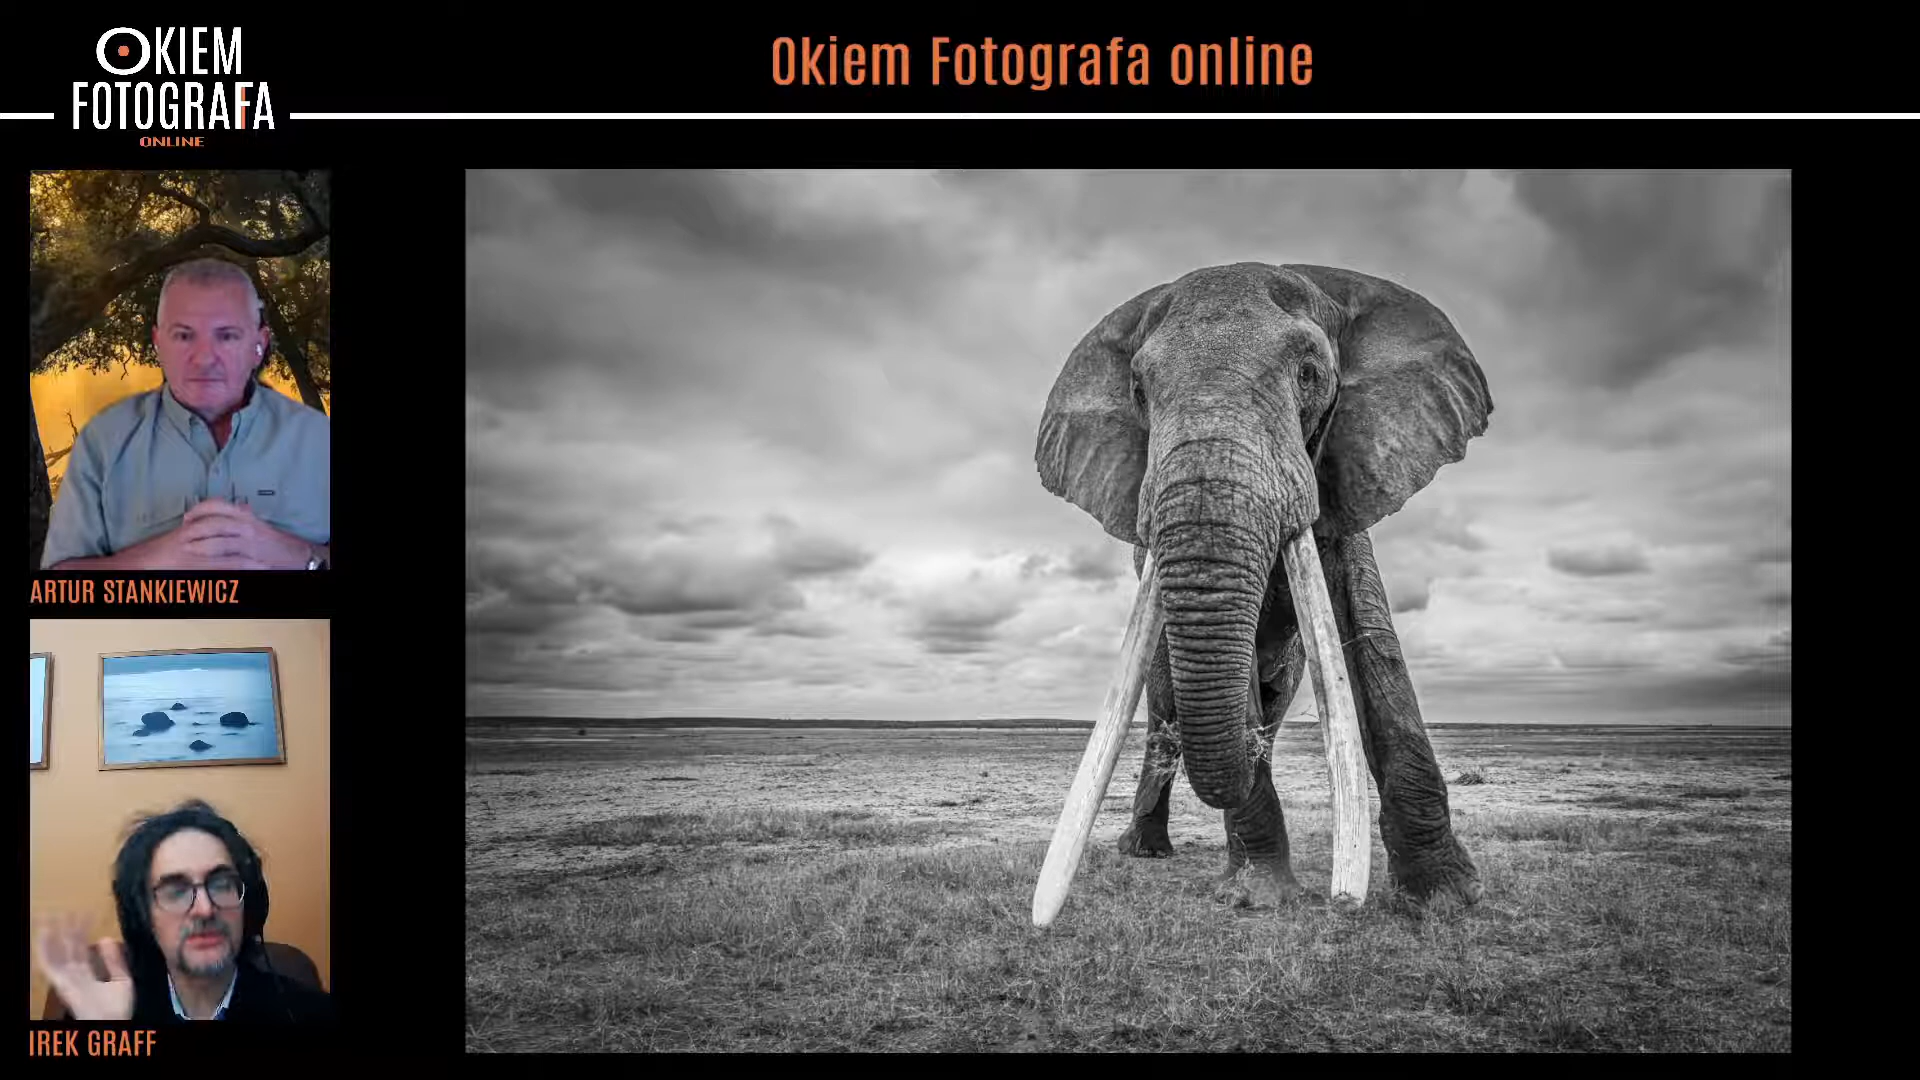 OKIEM
FOTOGRAFA
ONLINE
Okiem Fotografa online
ARTUR STANKIEWICZ
IREK GRAFF